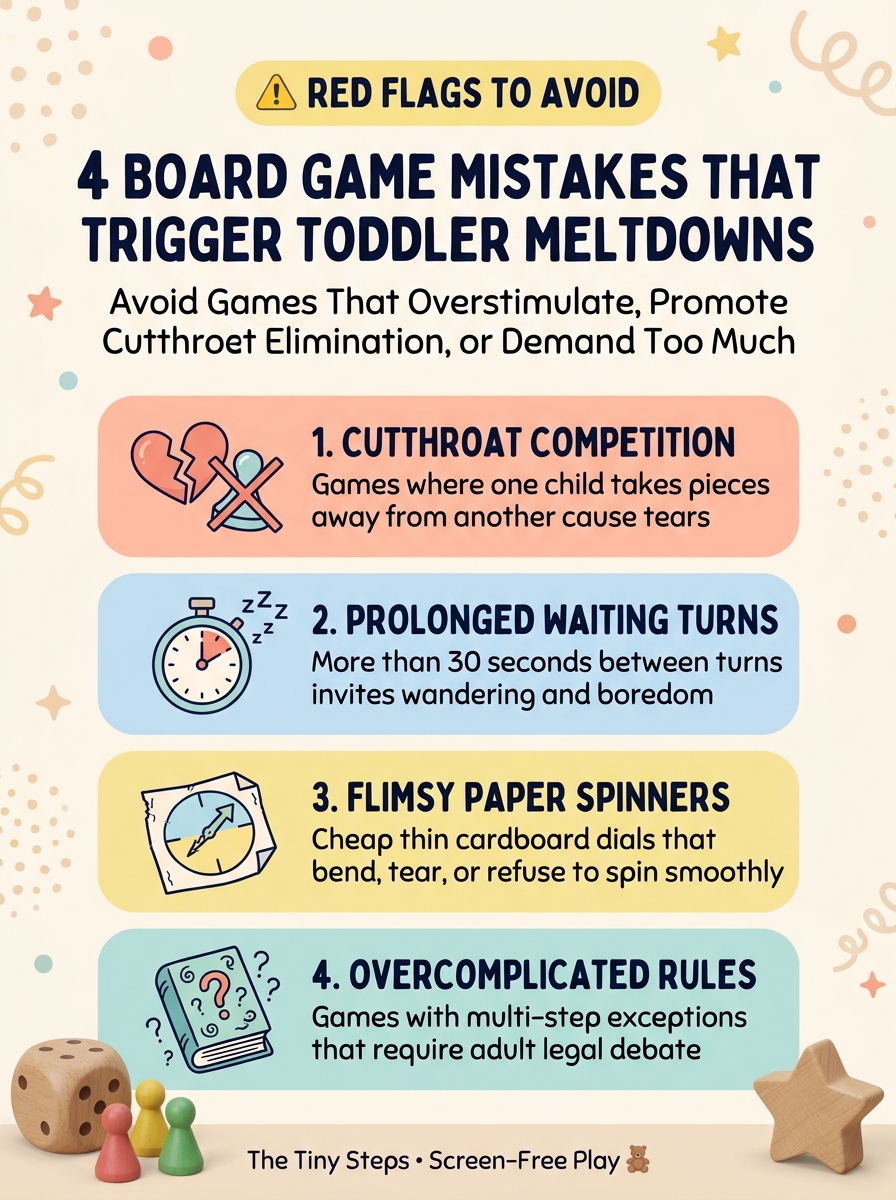 ⚠️ RED FLAGS TO AVOID
4 BOARD GAME MISTAKES THAT
TRIGGER TODDLER MELTDOWNS
Avoid Games That Overstimulate, Promote
Cutthroet Elimination, or Demand Too Much
1. CUTTHROAT COMPETITION
Games where one child takes pieces
away from another cause tears
zzZzZ
2. PROLONGED WAITING TURNS
More than 30 seconds between turns
invites wandering and boredom
3. FLIMSY PAPER SPINNERS
Cheap thin cardboard dials that
bend, tear, or refuse to spin smoothly
4. OVERCOMPLICATED RULES
Games with multi-step exceptions
that require adult legal debate
The Tiny Steps • Screen-Free Play 🧸